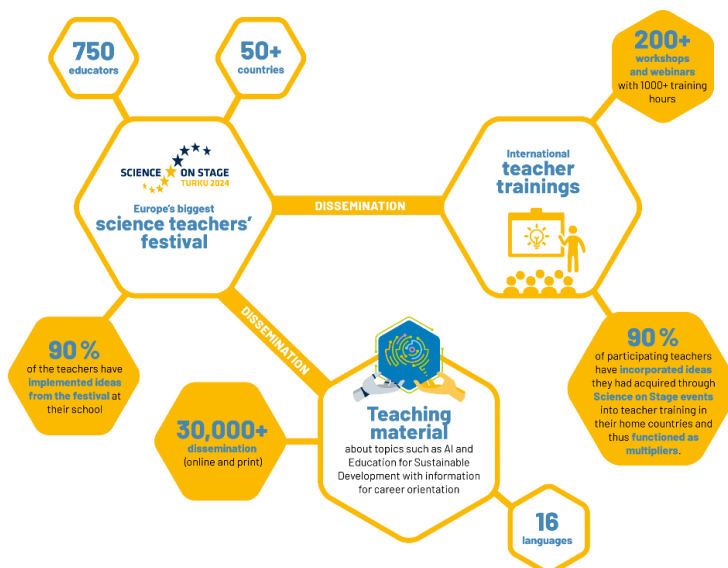 750
educators
50+
countries
200+
workshops
and webinars
with 1000+ training
hours
SCIENCE ON STAGE
TURKU 2024
Europe's biggest
science teachers'
festival
DISSEMINATION
International
teacher
trainings
DISSEMINATION
90 %
of the teachers have
implemented ideas
from the festival at
their school
90 %
of participating teachers
have incorporated ideas
they had acquired through
Science on Stage events
into teacher training in
their home countries and
thus functioned as
multipliers.
30,000+
dissemination
(online and print)
Teaching
material
about topics such as AI and
Education for Sustainable
Development with information
for career orientation
16
languages